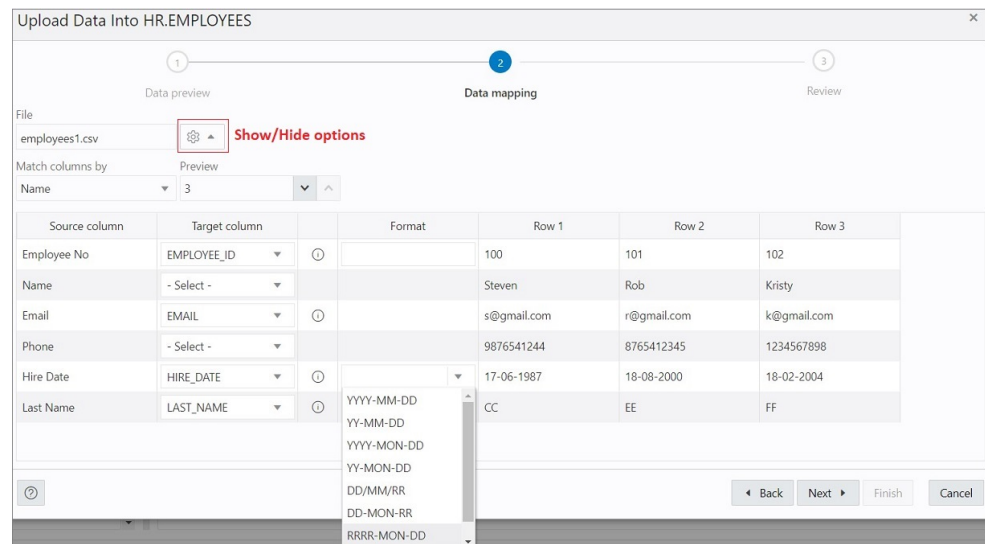 Upload Data Into HR.EMPLOYEES
1 2 3
Data preview Data mapping Review
File
employees1.csv Show/Hide options
Match columns by Preview
Name 3
Source column Target column Format Row 1 Row 2 Row 3
Employee No EMPLOYEE_ID 100 101 102
Name - Select - Steven Rob Kristy
Email EMAIL s@gmail.com r@gmail.com k@gmail.com
Phone - Select - 9876541244 8765412345 1234567898
Hire Date HIRE_DATE 17-06-1987 18-08-2000 18-02-2004
Last Name LAST_NAME CC EE FF
YYYY-MM-DD
YY-MM-DD
YYYY-MON-DD
YY-MON-DD
DD/MM/RR
DD-MON-RR
RRRR-MON-DD
Back Next Finish Cancel